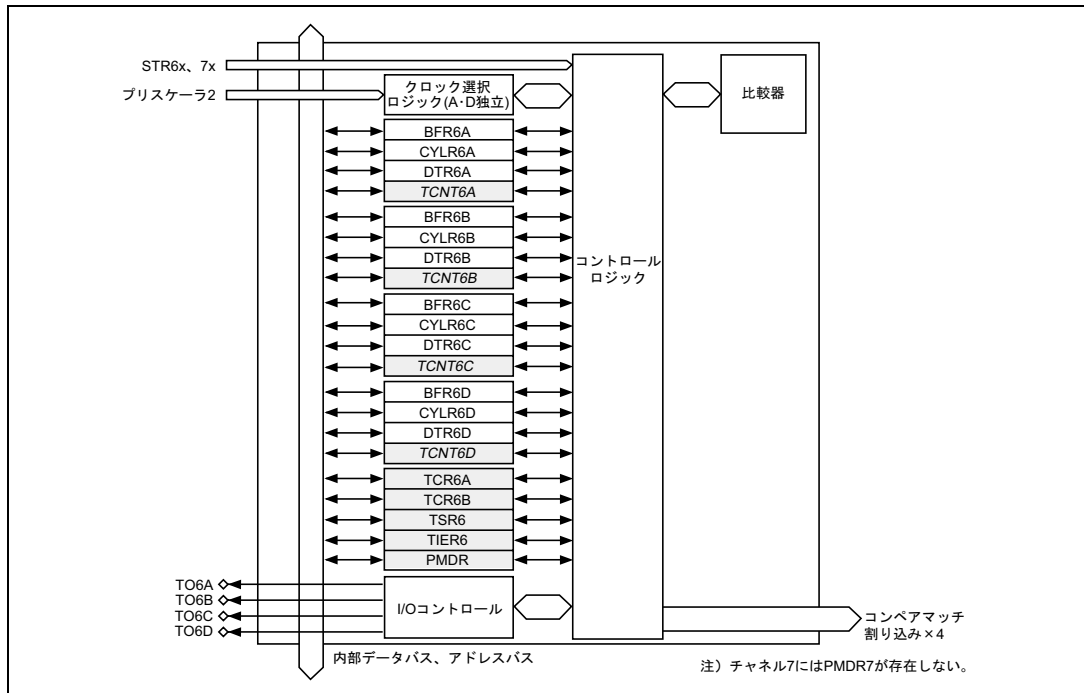 STR6x、7x
プリスケーラ2
クロック選択
ロジック(A・D独立)
BFR6A
CYLR6A
DTR6A
TCNT6A
BFR6B
CYLR6B
DTR6B
TCNT6B
BFR6C
CYLR6C
DTR6C
TCNT6C
BFR6D
CYLR6D
DTR6D
TCNT6D
TCR6A
TCR6B
TSR6
TIER6
PMDR
I/Oコントロール
コントロール
ロジック
比較器
TO6A
TO6B
TO6C
TO6D
コンペアマッチ
割り込み×4
内部データバス、アドレスバス
注）チャネル7にはPMDR7が存在しない。